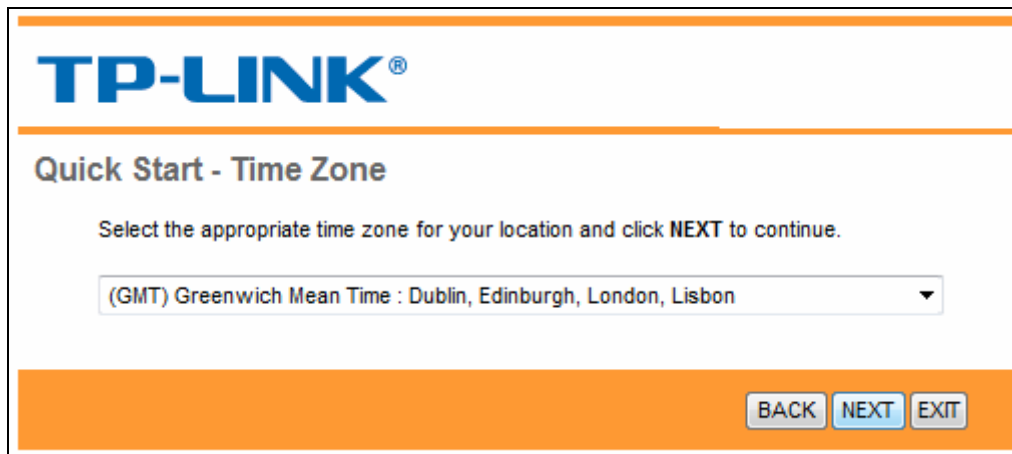 TP-LINK®
Quick Start - Time Zone
Select the appropriate time zone for your location and click NEXT to continue.
(GMT) Greenwich Mean Time : Dublin, Edinburgh, London, Lisbon
BACK NEXT EXIT